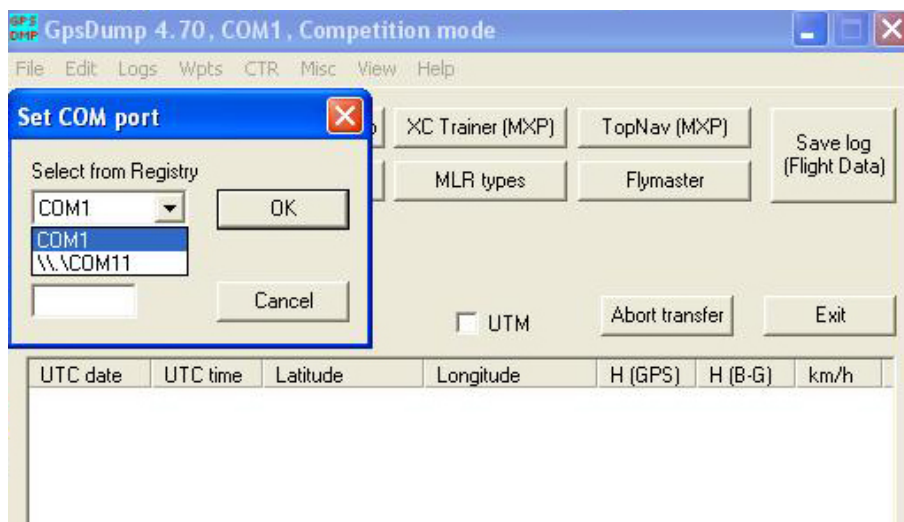 GPS DMP GpsDump 4.70, COM1, Competition mode
File Edit Logs Wpts CTR Misc View Help
Set COM port
Select from Registry
COM1
COM1
\\.\COM11
OK
Cancel
XC Trainer (MXP)
TopNav (MXP)
Save log
(Flight Data)
MLR types
Flymaster
UTM
Abort transfer
Exit
UTC date UTC time Latitude Longitude H (GPS) H (B-G) km/h